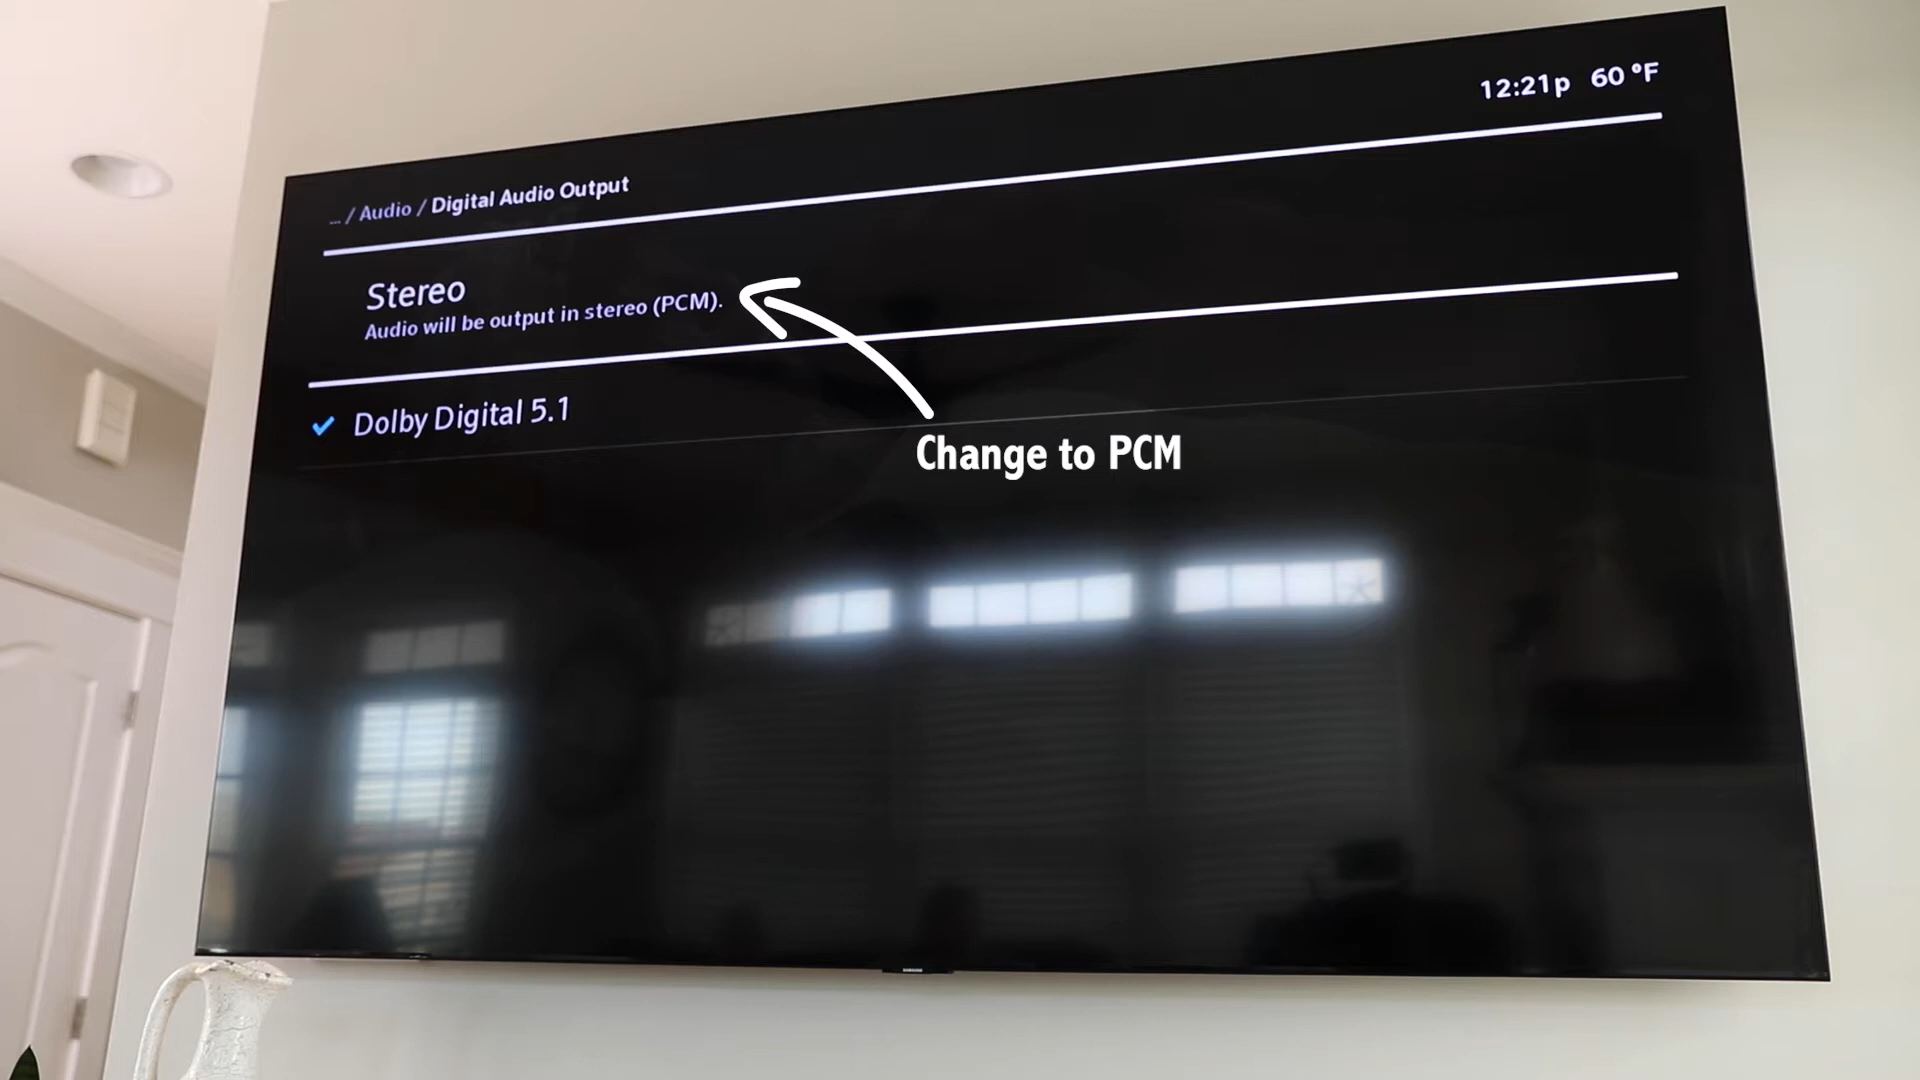 12:21p 60 °F
... / Audio / Digital Audio Output
Stereo
Audio will be output in stereo (PCM).
Dolby Digital 5.1
Change to PCM